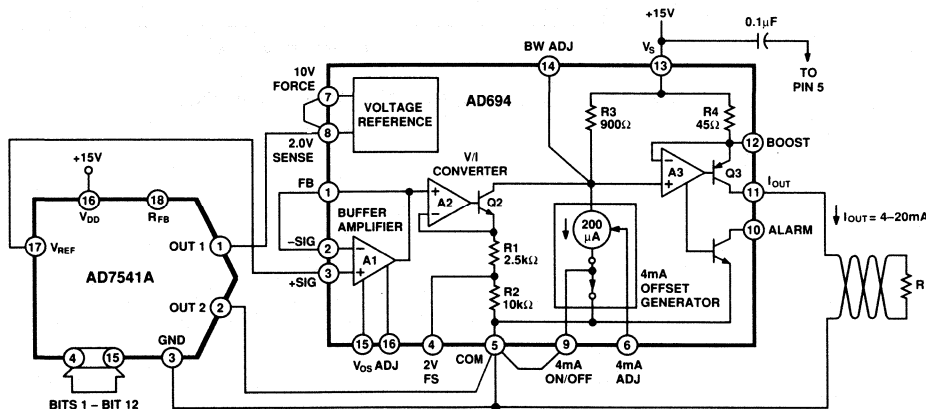 +15V
0.1μF
TO
PIN 5
BW ADJ
VS
14
13
10V
FORCE
7
8
2.0V
SENSE
VOLTAGE
REFERENCE
AD694
R3
900Ω
R4
45Ω
12
BOOST
V/I
CONVERTER
FB
1
+
A2
–
Q2
–
A3
+
Q3
11
IOUT
IOUT = 4–20mA
+15V
16
VDD
18
RFB
OUT 1
1
17
VREF
AD7541A
OUT 2
2
GND
4
15
3
BITS 1 – BIT 12
BUFFER
AMPLIFIER
–SIG
2
–
A1
+
3
+SIG
R1
2.5kΩ
R2
10kΩ
200
μA
4mA
OFFSET
GENERATOR
10
ALARM
R
15
16
4
5
9
6
VOS ADJ
2V
FS
COM
4mA
ON/OFF
4mA
ADJ